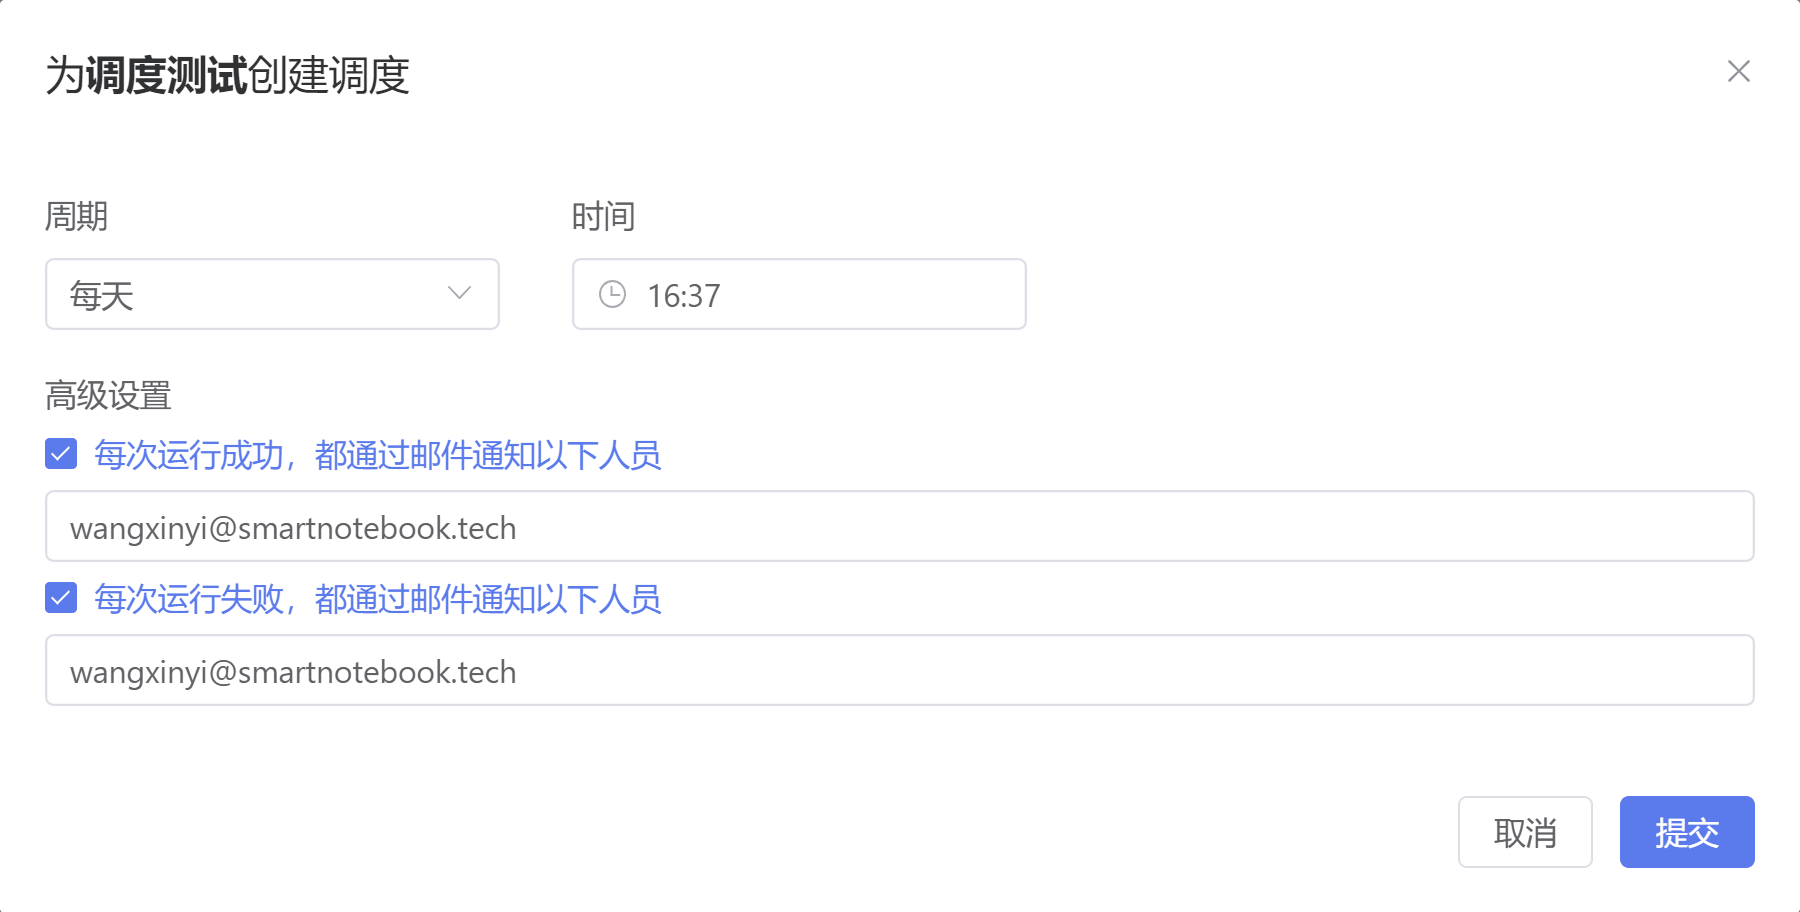 为调度测试创建调度
周期 时间
每天 16:37
高级设置
每次运行成功，都通过邮件通知以下人员
wangxinyi@smartnotebook.tech
每次运行失败，都通过邮件通知以下人员
wangxinyi@smartnotebook.tech
取消 提交